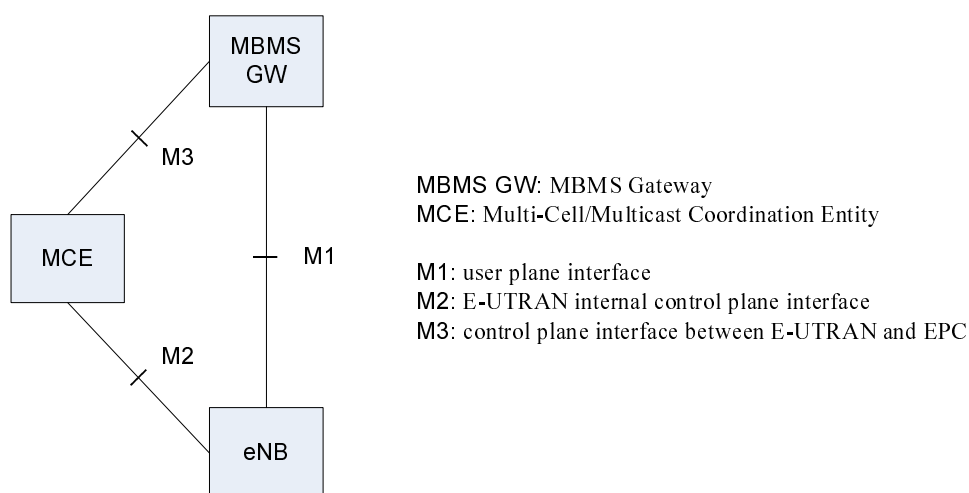 MBMS
GW
M3
MCE
M1
M2
eNB
MBMS GW: MBMS Gateway
MCE: Multi-Cell/Multicast Coordination Entity
M1: user plane interface
M2: E-UTRAN internal control plane interface
M3: control plane interface between E-UTRAN and EPC